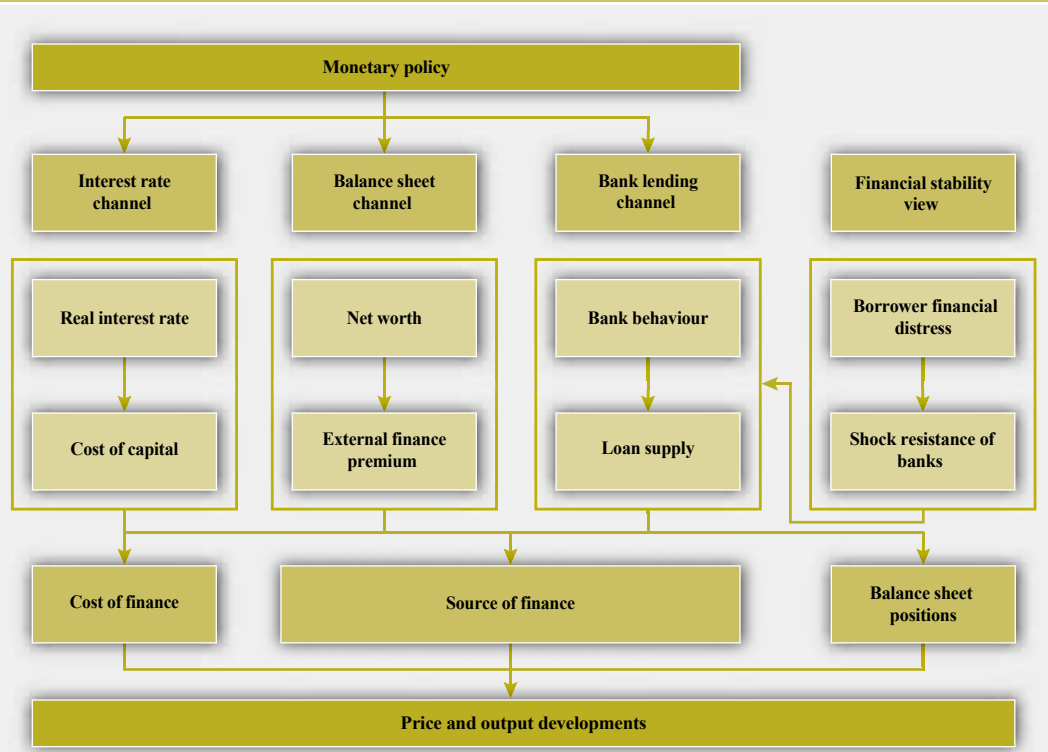 Monetary policy
Interest rate
channel
Balance sheet
channel
Bank lending
channel
Financial stability
view
Real interest rate
Net worth
Bank behaviour
Borrower financial
distress
Cost of capital
External finance
premium
Loan supply
Shock resistance of
banks
Cost of finance
Source of finance
Balance sheet
positions
Price and output developments